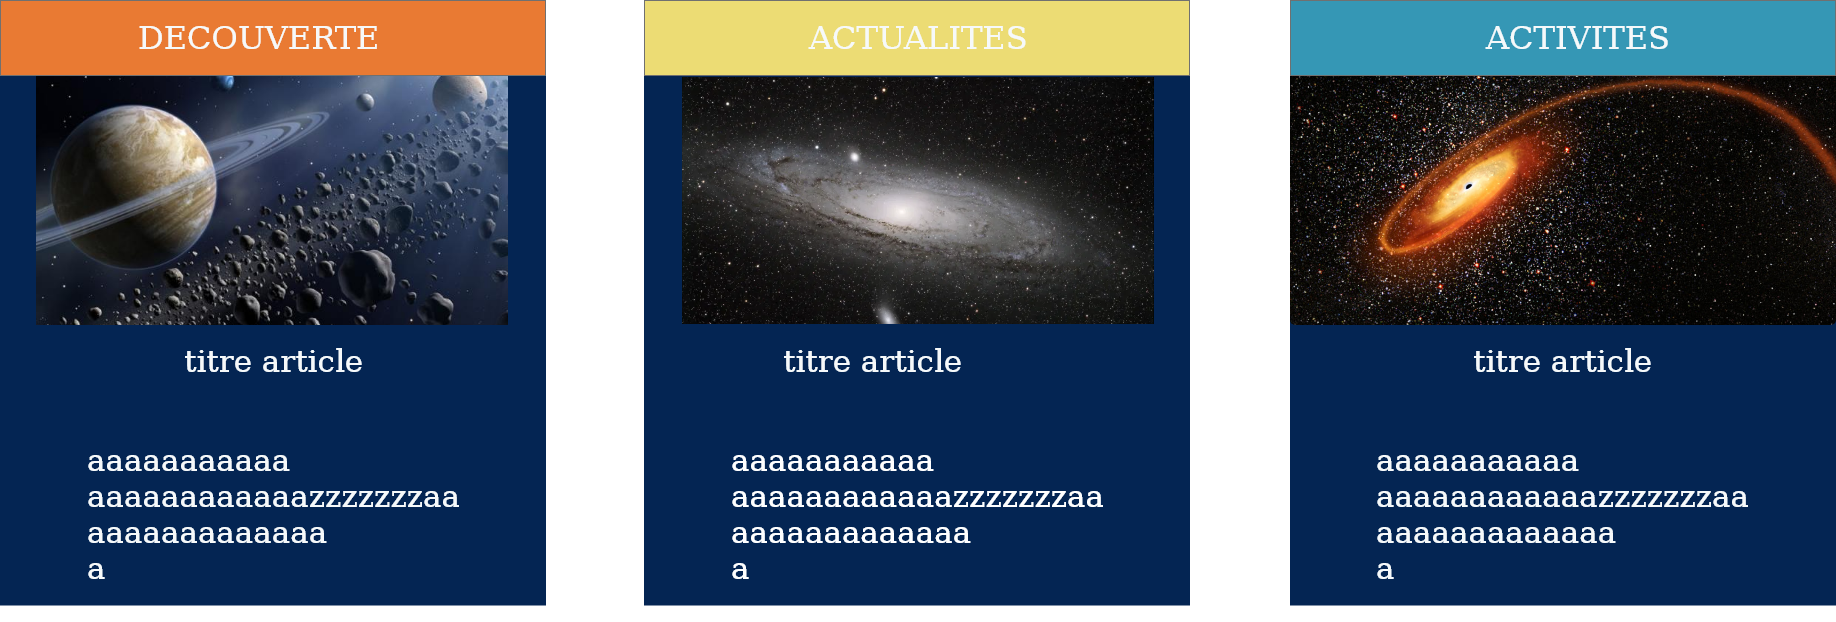 DECOUVERTE
titre article
aaaaaaaaaaa
aaaaaaaaaaaazzzzzzzaa
aaaaaaaaaaaaa
a
ACTUALITES
titre article
aaaaaaaaaaa
aaaaaaaaaaaazzzzzzzaa
aaaaaaaaaaaaa
a
ACTIVITES
titre article
aaaaaaaaaaa
aaaaaaaaaaaazzzzzzzaa
aaaaaaaaaaaaa
a